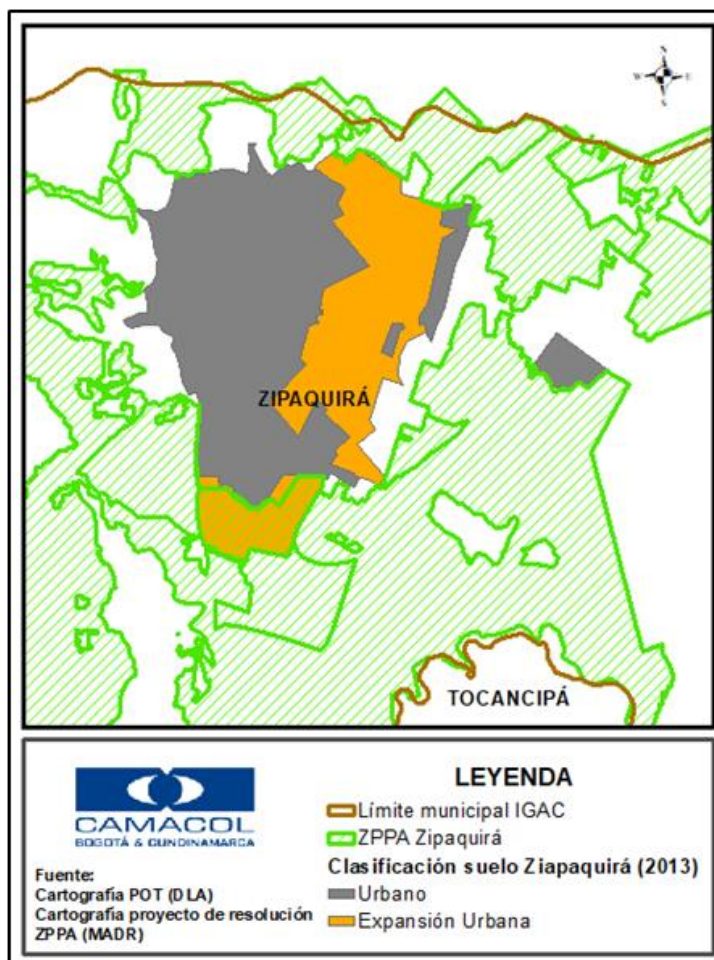 N
W E
S
ZIPAQUIRÁ
TOCANCIPÁ
CAMACOL
BOGOTÁ & CUNDINAMARCA
Fuente:
Cartografía POT (DLA)
Cartografía proyecto de resolución
ZPPA (MADR)
LEYENDA
Límite municipal IGAC
ZPPA Zipaquirá
Clasificación suelo Ziapaquirá (2013)
Urbano
Expansión Urbana